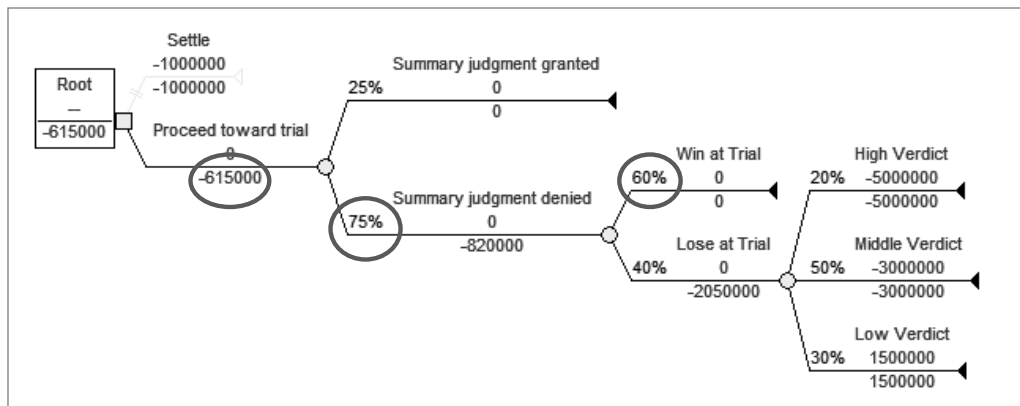 Settle
-1000000
-1000000
Root
---
-615000
Proceed toward trial
0
-615000
Summary judgment granted
25%
0
0
Summary judgment denied
75%
0
-820000
Win at Trial
60%
0
0
Lose at Trial
40%
0
-2050000
High Verdict
20%
-5000000
-5000000
Middle Verdict
50%
-3000000
-3000000
Low Verdict
30%
1500000
1500000